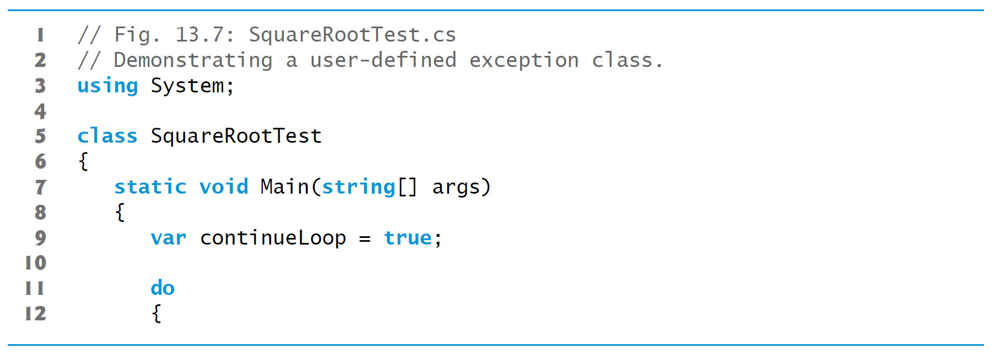 1 // Fig. 13.7: SquareRootTest.cs
2 // Demonstrating a user-defined exception class.
3 using System;
4
5 class SquareRootTest
6 {
7 static void Main(string[] args)
8 {
9 var continueLoop = true;
10
11 do
12 {